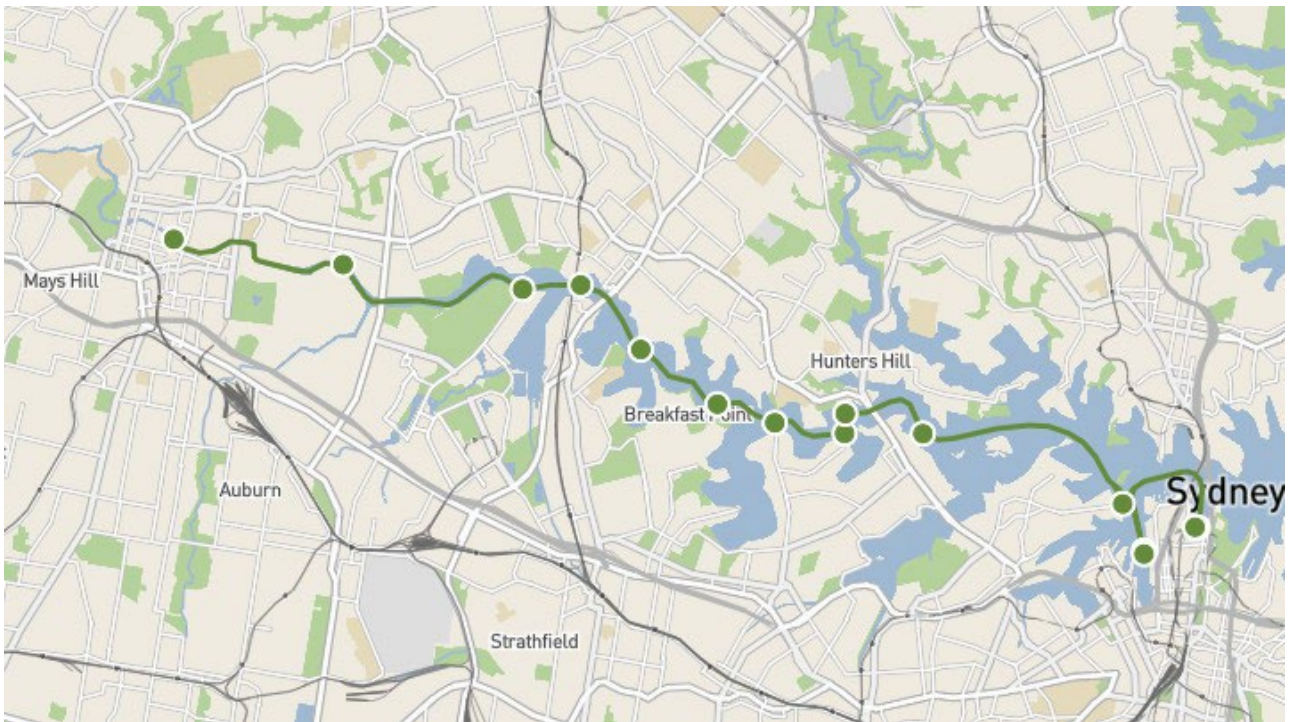 Mays Hill
Hunters Hill
Breakfast Point
Auburn
Sydney
Strathfield